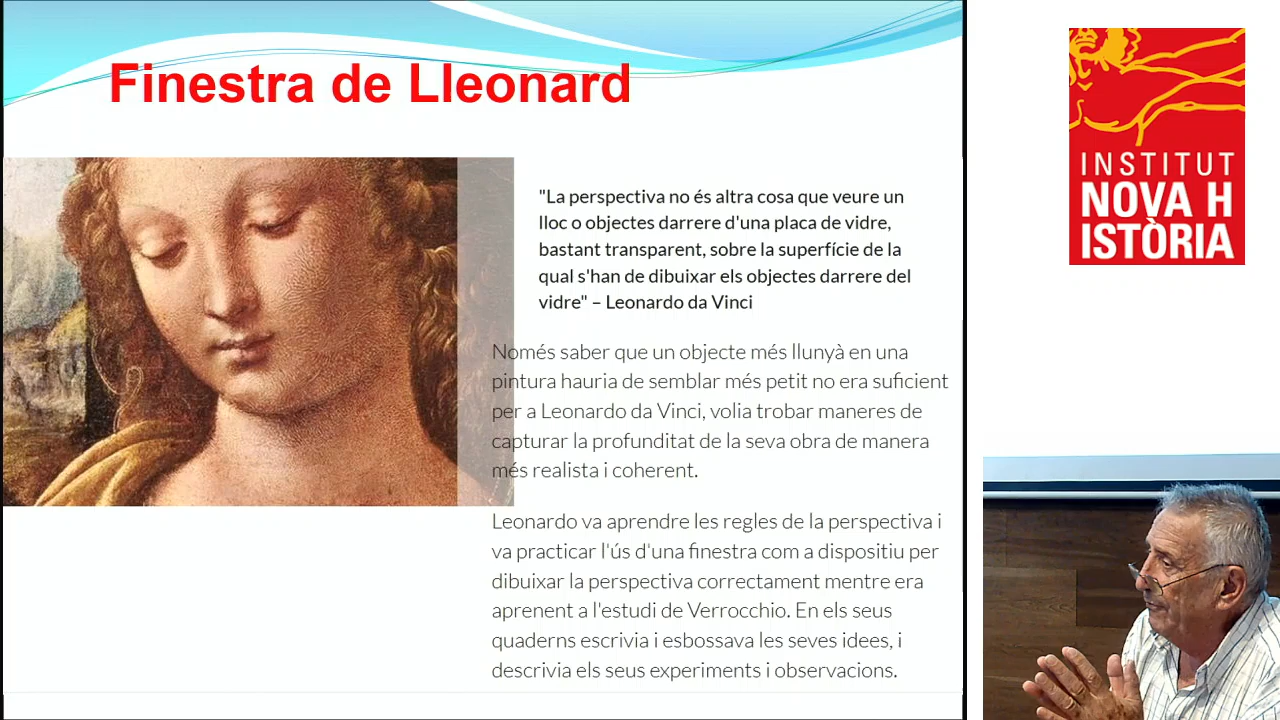 Finestra de Lleonard
"La perspectiva no és altra cosa que veure un
lloc o objectes darrere d'una placa de vidre,
bastant transparent, sobre la superfície de la
qual s'han de dibuixar els objectes darrere del
vidre" – Leonardo da Vinci
Només saber que un objecte més llunyà en una
pintura hauria de semblar més petit no era suficient
per a Leonardo da Vinci, volia trobar maneres de
capturar la profunditat de la seva obra de manera
més realista i coherent.
Leonardo va aprendre les regles de la perspectiva i
va practicar l'ús d'una finestra com a dispositiu per
dibuixar la perspectiva correctament mentre era
aprenent a l'estudi de Verrocchio. En els seus
quaderns escrivia i esbossava les seves idees, i
descrivia els seus experiments i observacions.
INSTITUT
NOVA H
ISTÒRIA